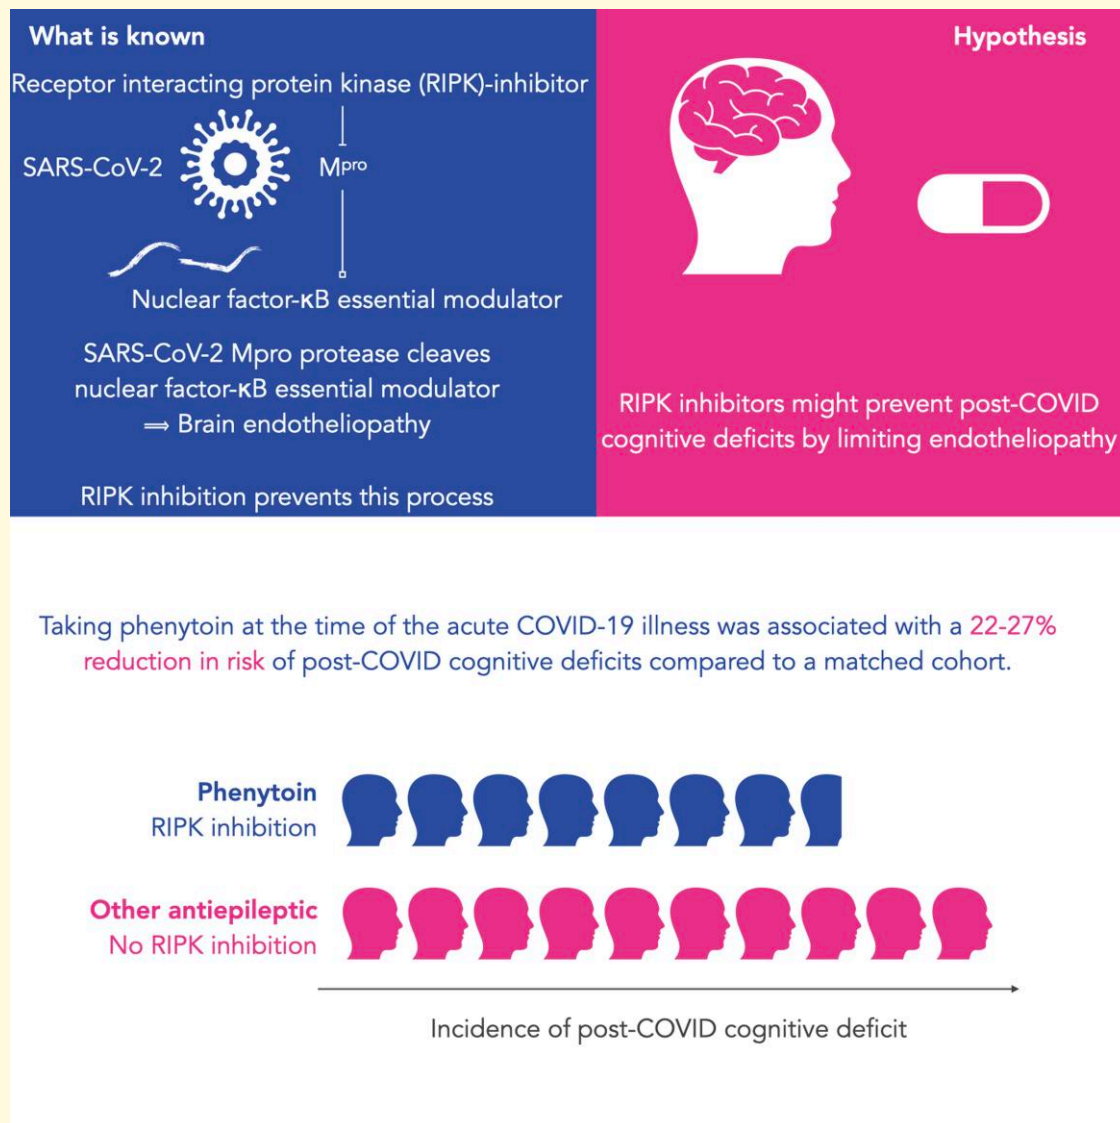 What is known
Receptor interacting protein kinase (RIPK)-inhibitor
SARS-CoV-2
Mpro
Nuclear factor-κB essential modulator
SARS-CoV-2 Mpro protease cleaves
nuclear factor-κB essential modulator
⟹ Brain endotheliopathy
RIPK inhibition prevents this process
Hypothesis
RIPK inhibitors might prevent post-COVID
cognitive deficits by limiting endotheliopathy
Taking phenytoin at the time of the acute COVID-19 illness was associated with a 22-27%
reduction in risk of post-COVID cognitive deficits compared to a matched cohort.
Phenytoin
RIPK inhibition
Other antiepileptic
No RIPK inhibition
Incidence of post-COVID cognitive deficit